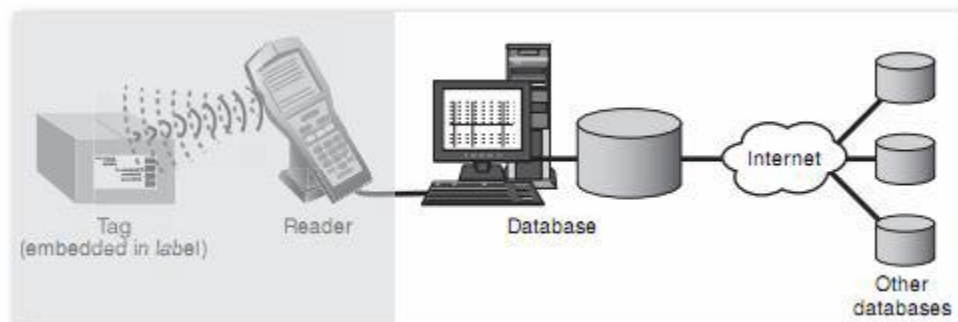 Tag
(embedded in label)
Reader
Database
Internet
Other
databases